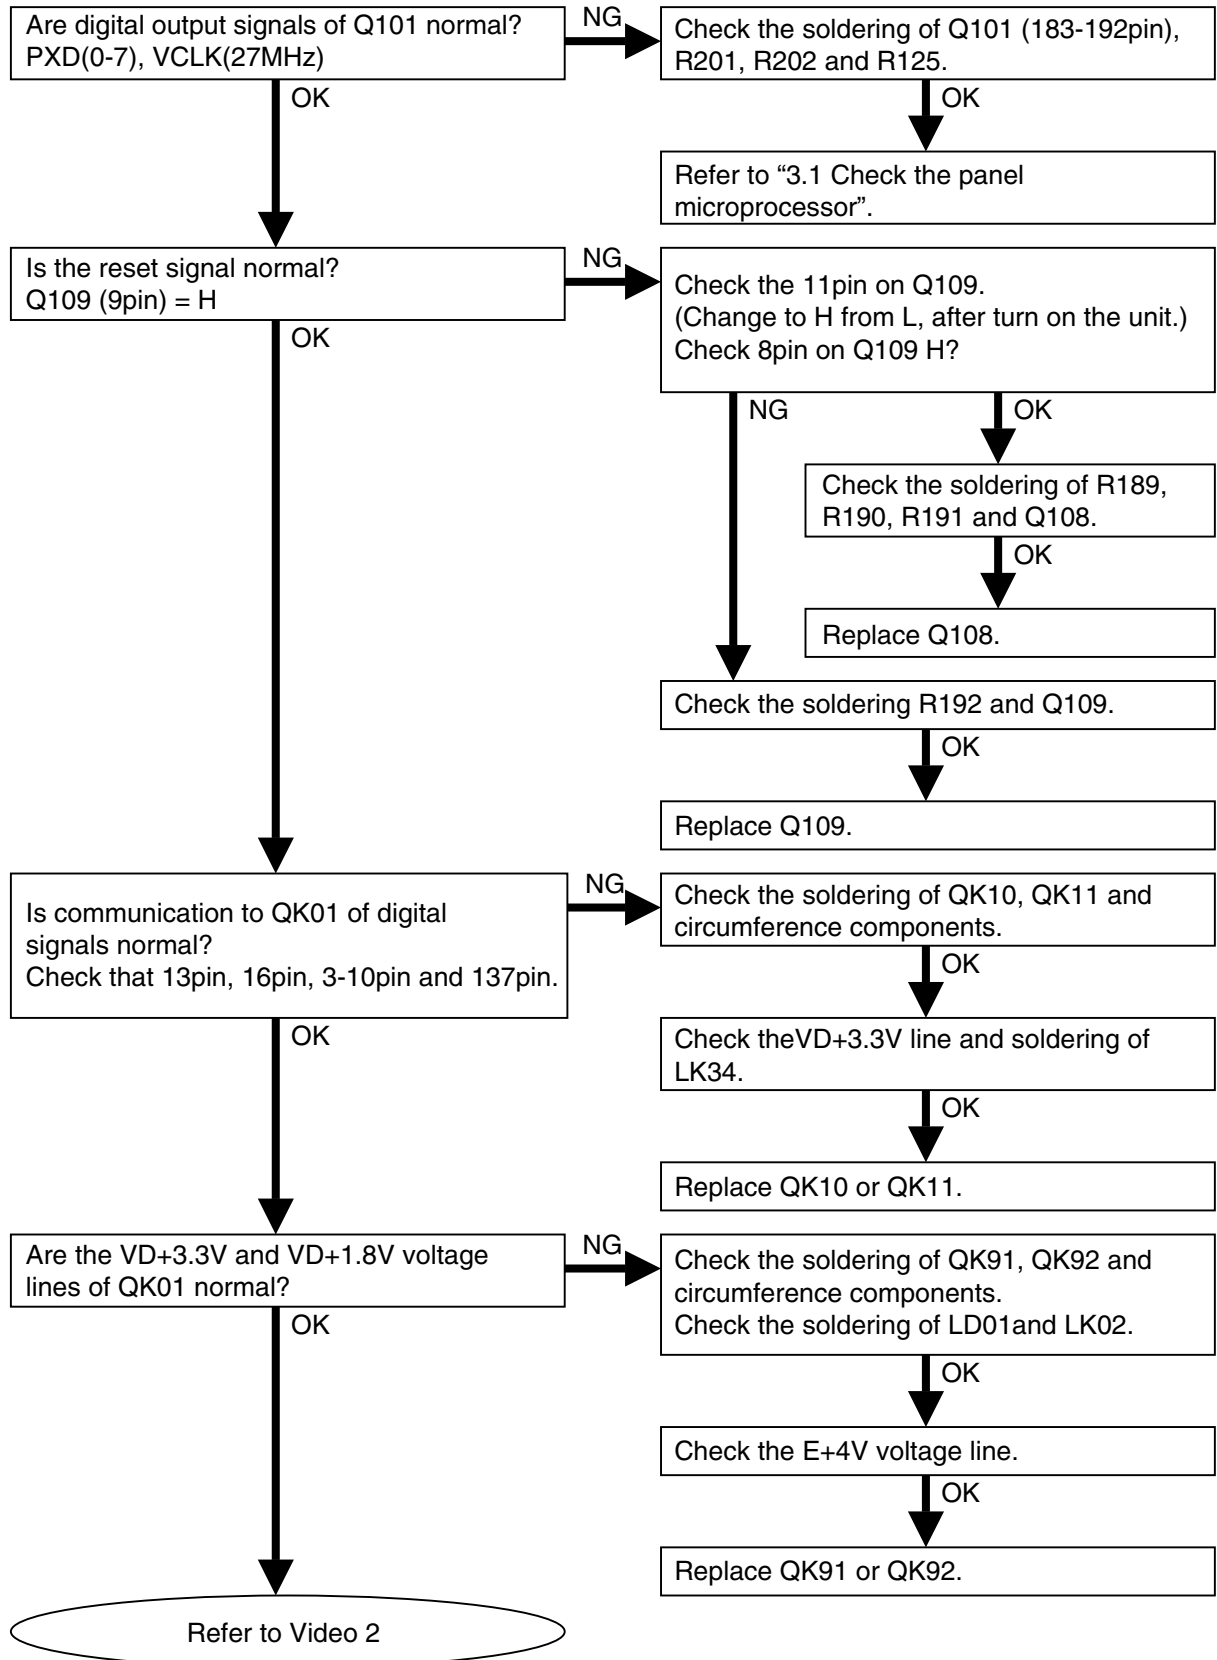 Are digital output signals of Q101 normal?
PXD(0-7), VCLK(27MHz)
NG
Check the soldering of Q101 (183-192pin),
R201, R202 and R125.
OK
OK
Refer to “3.1 Check the panel
microprocessor”.
Is the reset signal normal?
Q109 (9pin) = H
NG
Check the 11pin on Q109.
(Change to H from L, after turn on the unit.)
Check 8pin on Q109 H?
OK
NG
OK
Check the soldering of R189,
R190, R191 and Q108.
OK
Replace Q108.
Check the soldering R192 and Q109.
OK
Replace Q109.
Is communication to QK01 of digital
signals normal?
Check that 13pin, 16pin, 3-10pin and 137pin.
NG
Check the soldering of QK10, QK11 and
circumference components.
OK
OK
Check theVD+3.3V line and soldering of
LK34.
OK
Replace QK10 or QK11.
Are the VD+3.3V and VD+1.8V voltage
lines of QK01 normal?
NG
Check the soldering of QK91, QK92 and
circumference components.
Check the soldering of LD01and LK02.
OK
OK
Check the E+4V voltage line.
OK
Replace QK91 or QK92.
Refer to Video 2